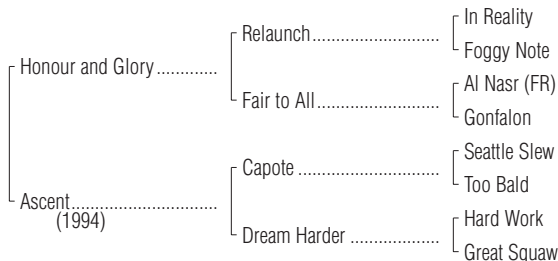 In Reality
Relaunch
Foggy Note
Honour and Glory
Al Nasr (FR)
Fair to All
Gonfalon
Seattle Slew
Capote
Too Bald
Ascent
(1994)
Hard Work
Dream Harder
Great Squaw